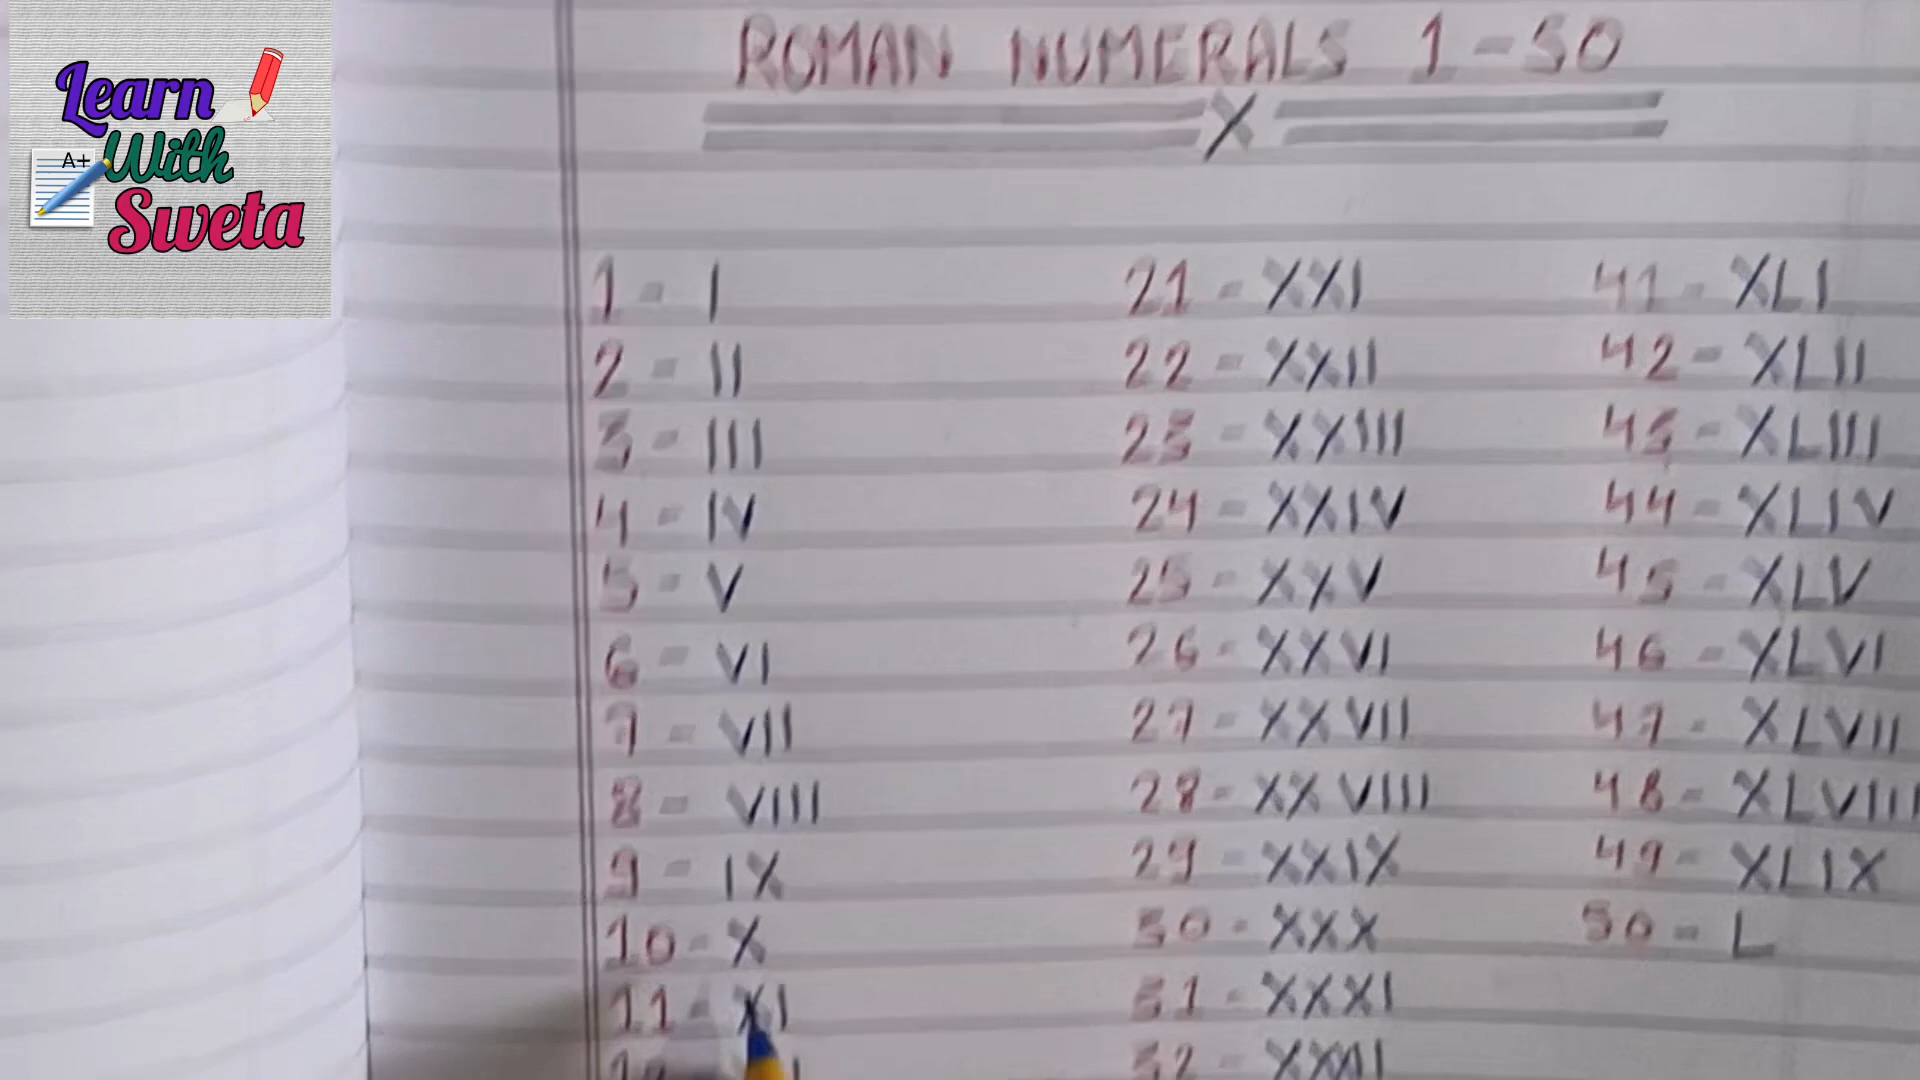 Learn
With
A+
Sweta
ROMAN NUMERALS 1-50
X
1 - I
2 - II
3 - III
4 - IV
5 - V
6 - VI
7 - VII
8 - VIII
9 - IX
10 - X
11 - XI
21 - XXI
22 - XXII
23 - XXIII
24 - XXIV
25 - XXV
26 - XXVI
27 - XXVII
28 - XXVIII
29 - XXIX
30 - XXX
31 - XXXI
32 - XXXII
41 - XLI
42 - XLII
43 - XLIII
44 - XLIV
45 - XLV
46 - XLVI
47 - XLVII
48 - XLVIII
49 - XLIX
50 - L